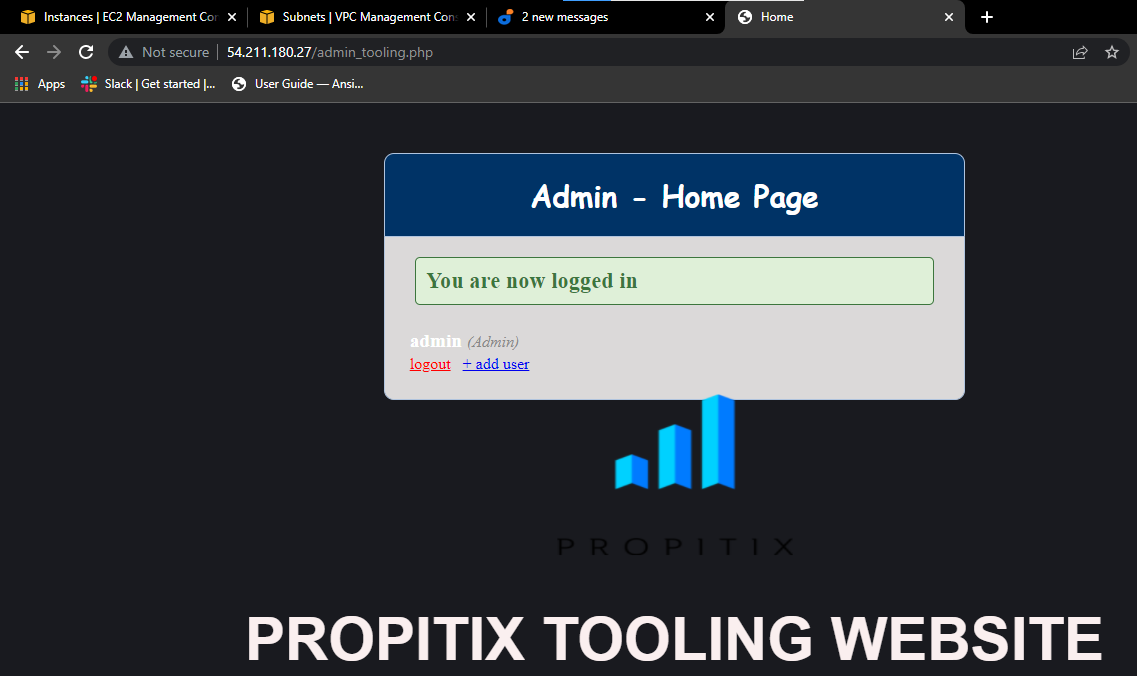 Instances | EC2 Management Con
Subnets | VPC Management Cons
2 new messages
Home
Not secure
54.211.180.27/admin_tooling.php
Apps
Slack | Get started |...
User Guide — Ansi...
Admin - Home Page
You are now logged in
admin (Admin)
logout + add user
PROPITIX
PROPITIX TOOLING WEBSITE